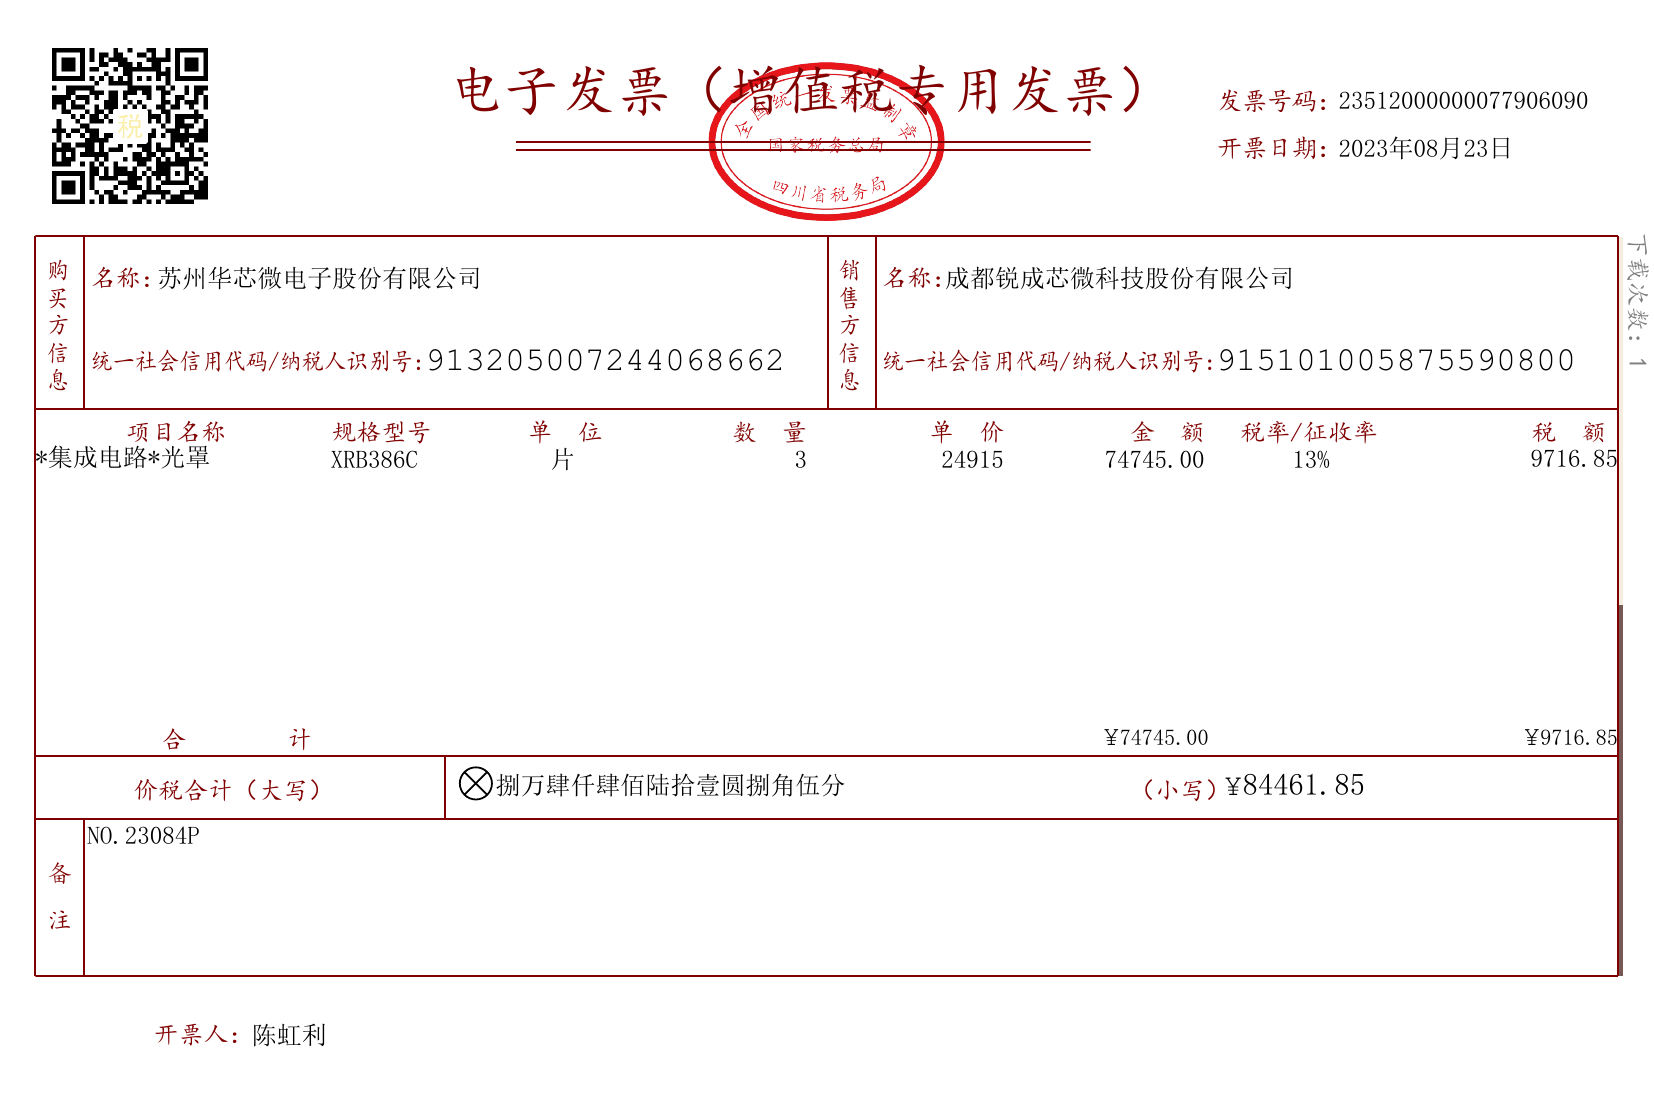 电子发票（增值税专用发票）
发票号码：23512000000077906090
开票日期：2023年08月23日
全国统一发票监制章
国家税务总局
四川省税务局
税
下载次数：1
购买方信息
名称：苏州华芯微电子股份有限公司
统一社会信用代码/纳税人识别号：913205007244068662
销售方信息
名称：成都锐成芯微科技股份有限公司
统一社会信用代码/纳税人识别号：915101005875590800
项目名称 规格型号 单位 数量 单价 金额 税率/征收率 税额
*集成电路*光罩 XRB386C 片 3 24915 74745.00 13% 9716.85
合计 ¥74745.00 ¥9716.85
价税合计（大写） ⊗捌万肆仟肆佰陆拾壹圆捌角伍分 （小写）¥84461.85
备注
NO.23084P
开票人：陈虹利